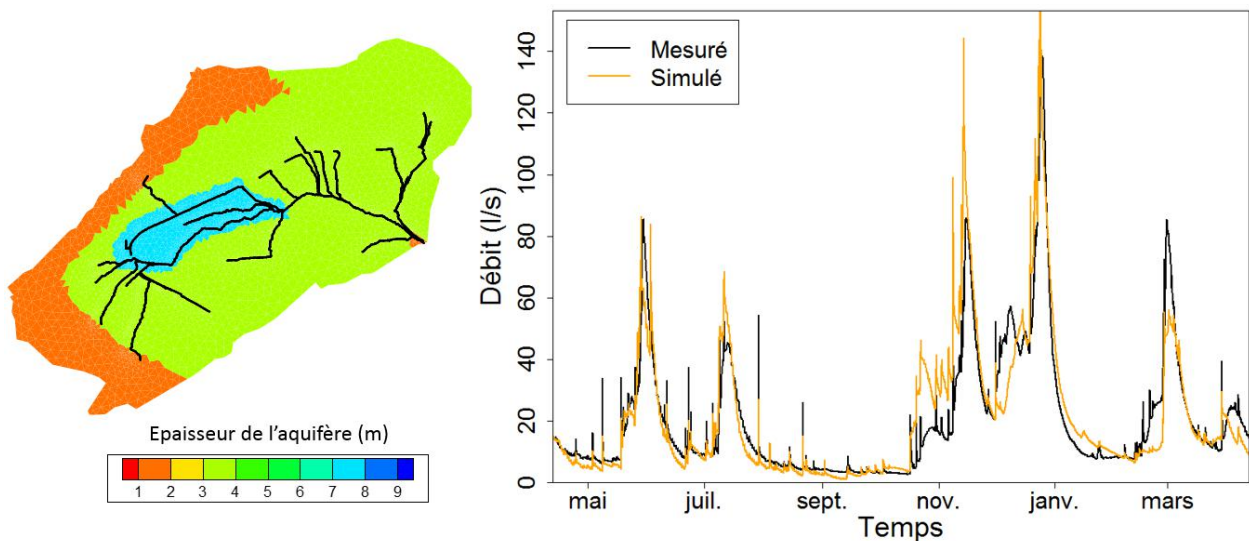 Epaisseur de l'aquifère (m)
1 2 3 4 5 6 7 8 9
Mesuré
Simulé
Débit (l/s)
140
120
100
80
60
40
20
0
mai juil. sept. nov. janv. mars
Temps